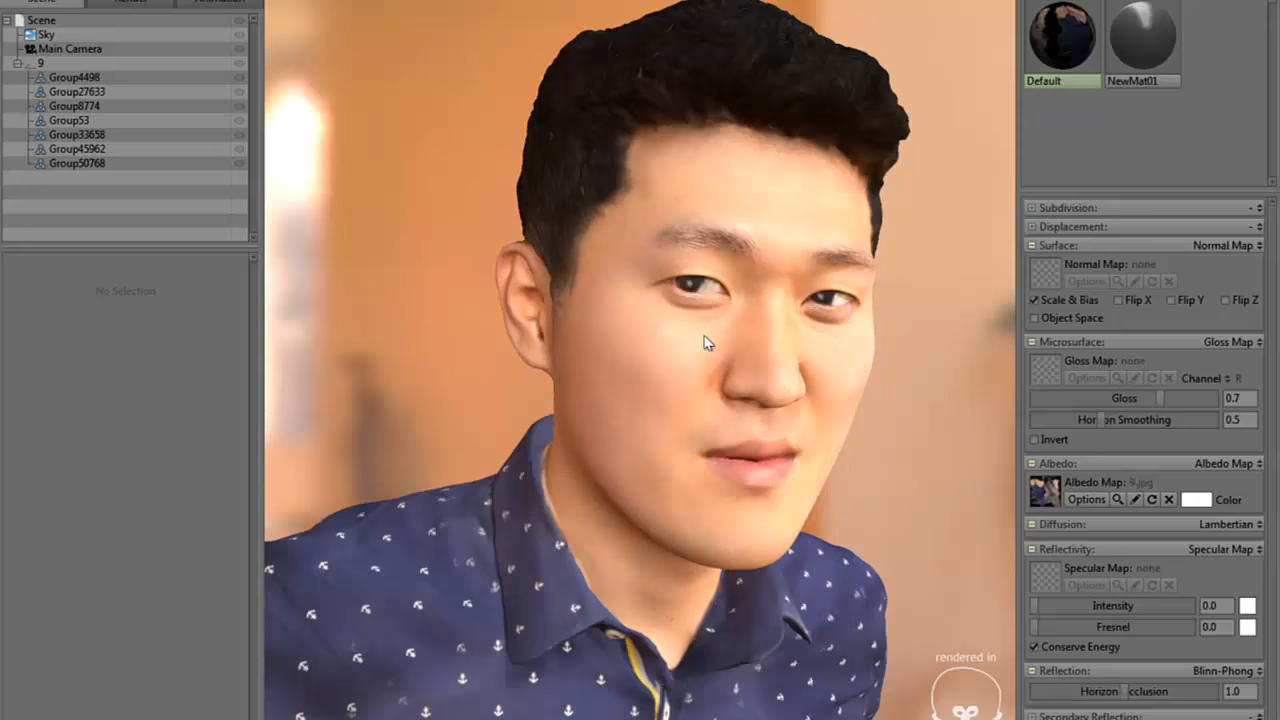 Scene
Sky
Main Camera
9
Group4498
Group27633
Group8774
Group53
Group33658
Group45962
Group50768
No Selection
rendered in
Default
NewMat01
Subdivision: -
Displacement: -
Surface: Normal Map
Normal Map: none
Options
Scale & Bias Flip X Flip Y Flip Z
Object Space
Microsurface: Gloss Map
Gloss Map: none
Options Channel R
Gloss 0.7
Smoothing 0.5
Invert
Albedo: Albedo Map
Albedo Map: 9.jpg
Options Color
Diffusion: Lambertian
Reflectivity: Specular Map
Specular Map: none
Options
Intensity 0.0
Fresnel 0.0
Conserve Energy
Reflection: Blinn-Phong
Horizon 1.0